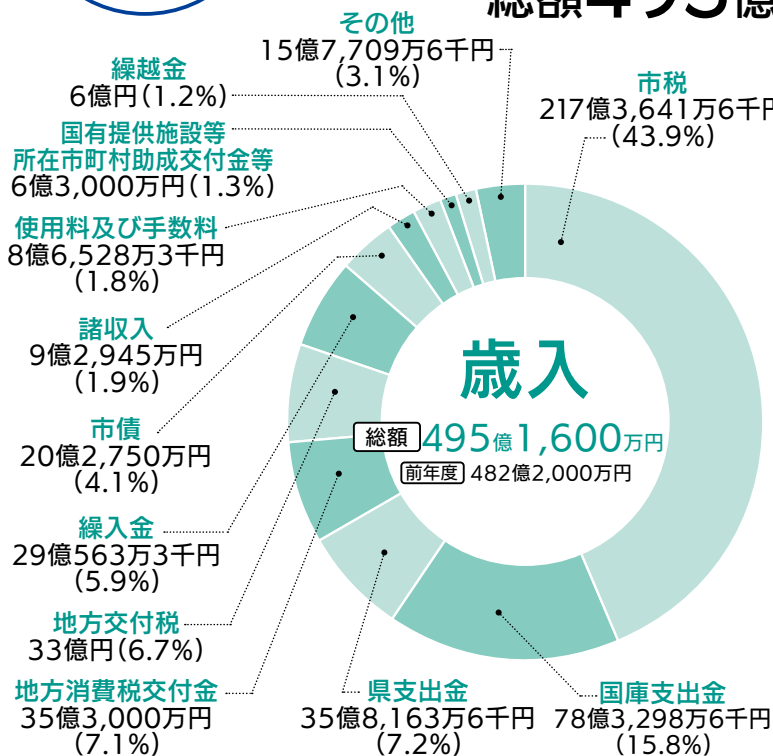 総額495億
その他
15億7,709万6千円
(3.1%)
繰越金
6億円(1.2%)
国有提供施設等
所在市町村助成交付金等
6億3,000万円(1.3%)
使用料及び手数料
8億6,528万3千円
(1.8%)
諸収入
9億2,945万円
(1.9%)
市債
20億2,750万円
(4.1%)
繰入金
29億563万3千円
(5.9%)
地方交付税
33億円(6.7%)
地方消費税交付金
35億3,000万円
(7.1%)
県支出金
35億8,163万6千円
(7.2%)
国庫支出金
78億3,298万6千円
(15.8%)
市税
217億3,641万6千円
(43.9%)
歳入
総額 495億1,600万円
前年度 482億2,000万円